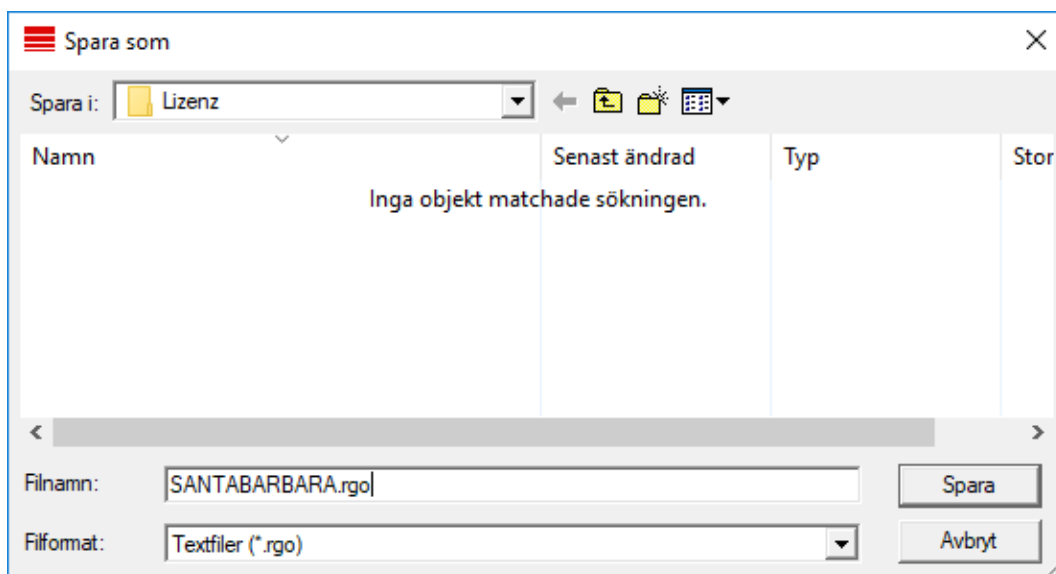 Spara som
Spara i: Lizenz
Namn Senast ändrad Typ Stor
Inga objekt matchade sökningen.
Filnamn: SANTABARBARA.rgo Spara
Filformat: Textfiler (*.rgo) Avbryt